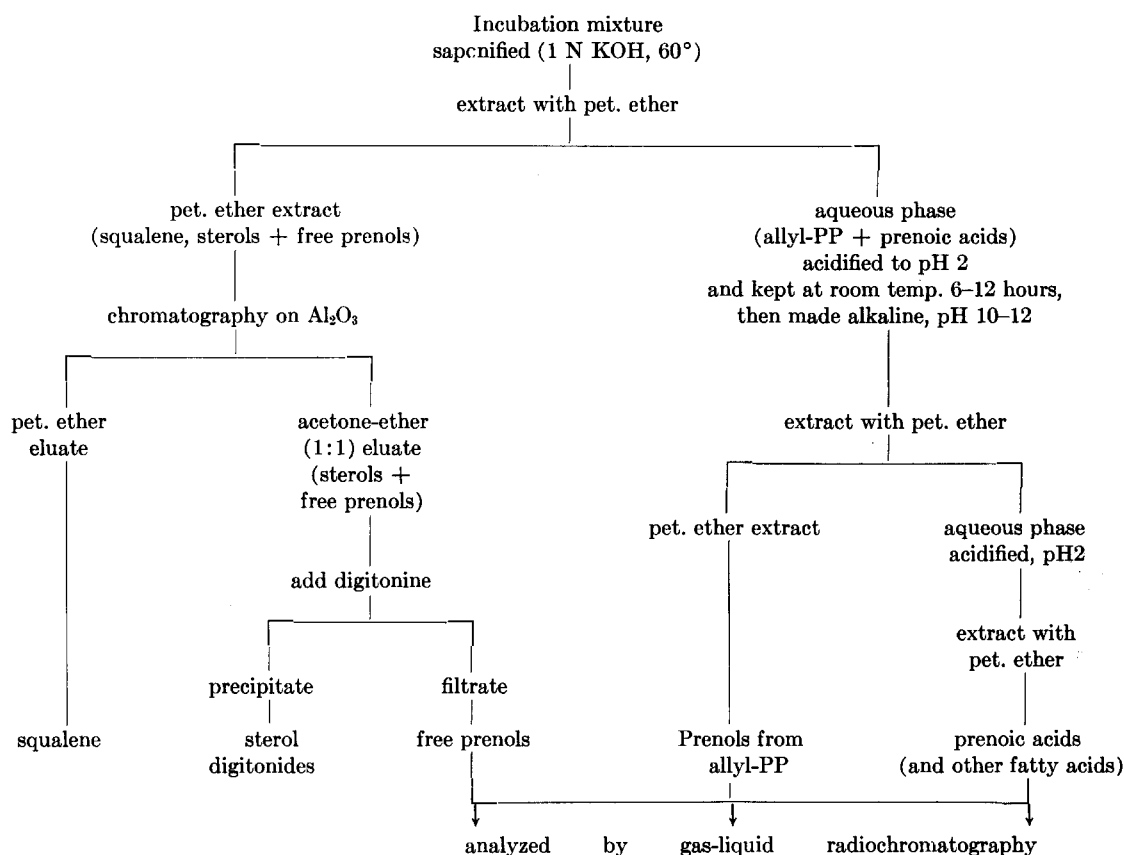 Incubation mixture
saponified (1 N KOH, 60°)
extract with pet. ether
pet. ether extract
(squalene, sterols + free prenols)
aqueous phase
(allyl-PP + prenoic acids)
acidified to pH 2
and kept at room temp. 6–12 hours,
then made alkaline, pH 10–12
chromatography on Al₂O₃
pet. ether
eluate
acetone-ether
(1:1) eluate
(sterols +
free prenols)
extract with pet. ether
pet. ether extract
aqueous phase
acidified, pH2
add digitonine
extract with
pet. ether
precipitate
filtrate
squalene
sterol
digitonides
free prenols
Prenols from
allyl-PP
prenoic acids
(and other fatty acids)
analyzed by gas-liquid radiochromatography